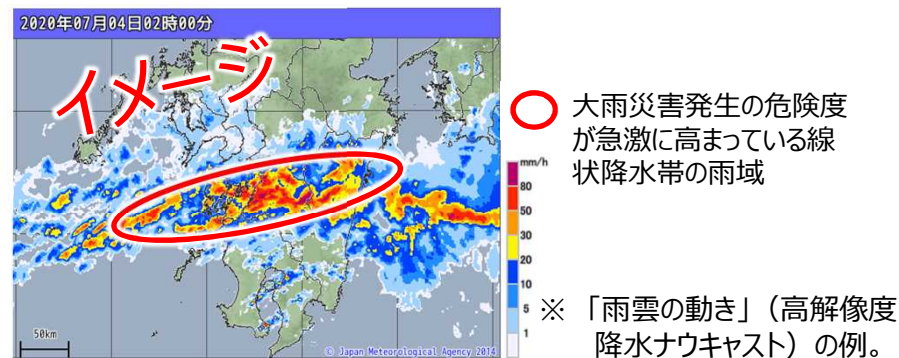 2020年07月04日02時00分
イメージ
大雨災害発生の危険度
が急激に高まっている線
状降水帯の雨域
mm/h
80
50
30
20
10
5
1
※ 「雨雲の動き」（高解像度
降水ナウキャスト）の例。
50km
© Japan Meteorological Agency 2014